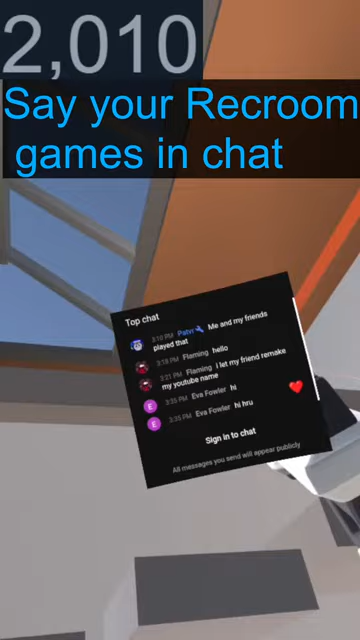 2,010
Say your Recroom
games in chat
Top chat
3:10 PM Patvr🔧 Me and my friends
played that
3:18 PM Flaming hello
3:21 PM Flaming I let my friend remake
my youtube name
E 3:35 PM Eva Fowler hi
E 3:35 PM Eva Fowler hi hru
Sign in to chat
All messages you send will appear publicly